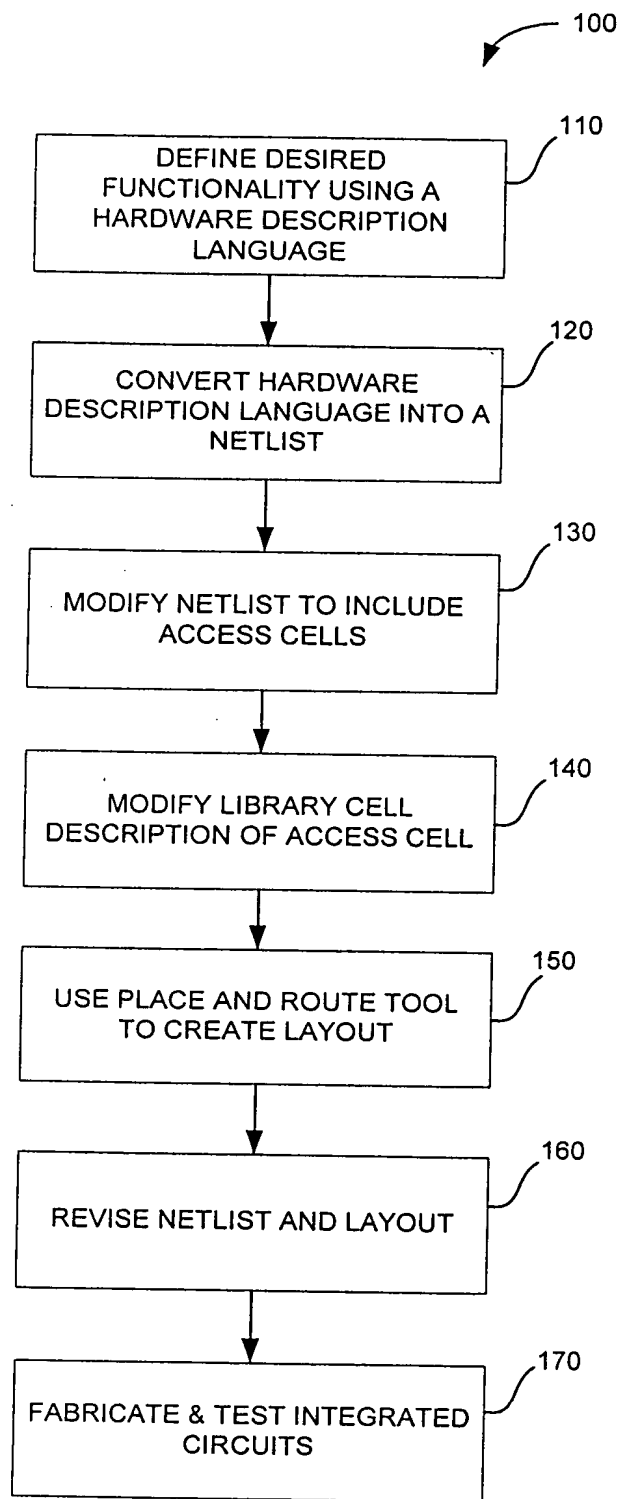 100
110
DEFINE DESIRED
FUNCTIONALITY USING A
HARDWARE DESCRIPTION
LANGUAGE
120
CONVERT HARDWARE
DESCRIPTION LANGUAGE INTO A
NETLIST
130
MODIFY NETLIST TO INCLUDE
ACCESS CELLS
140
MODIFY LIBRARY CELL
DESCRIPTION OF ACCESS CELL
150
USE PLACE AND ROUTE TOOL
TO CREATE LAYOUT
160
REVISE NETLIST AND LAYOUT
170
FABRICATE & TEST INTEGRATED
CIRCUITS